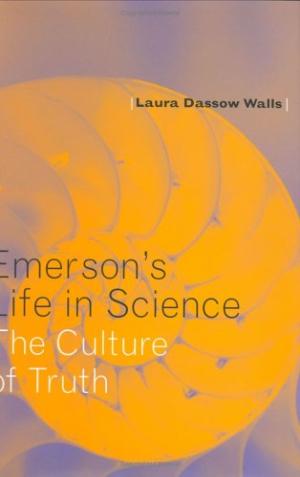 | Laura Dassow Walls |
Emerson's
Life in Science
The Culture
of Truth